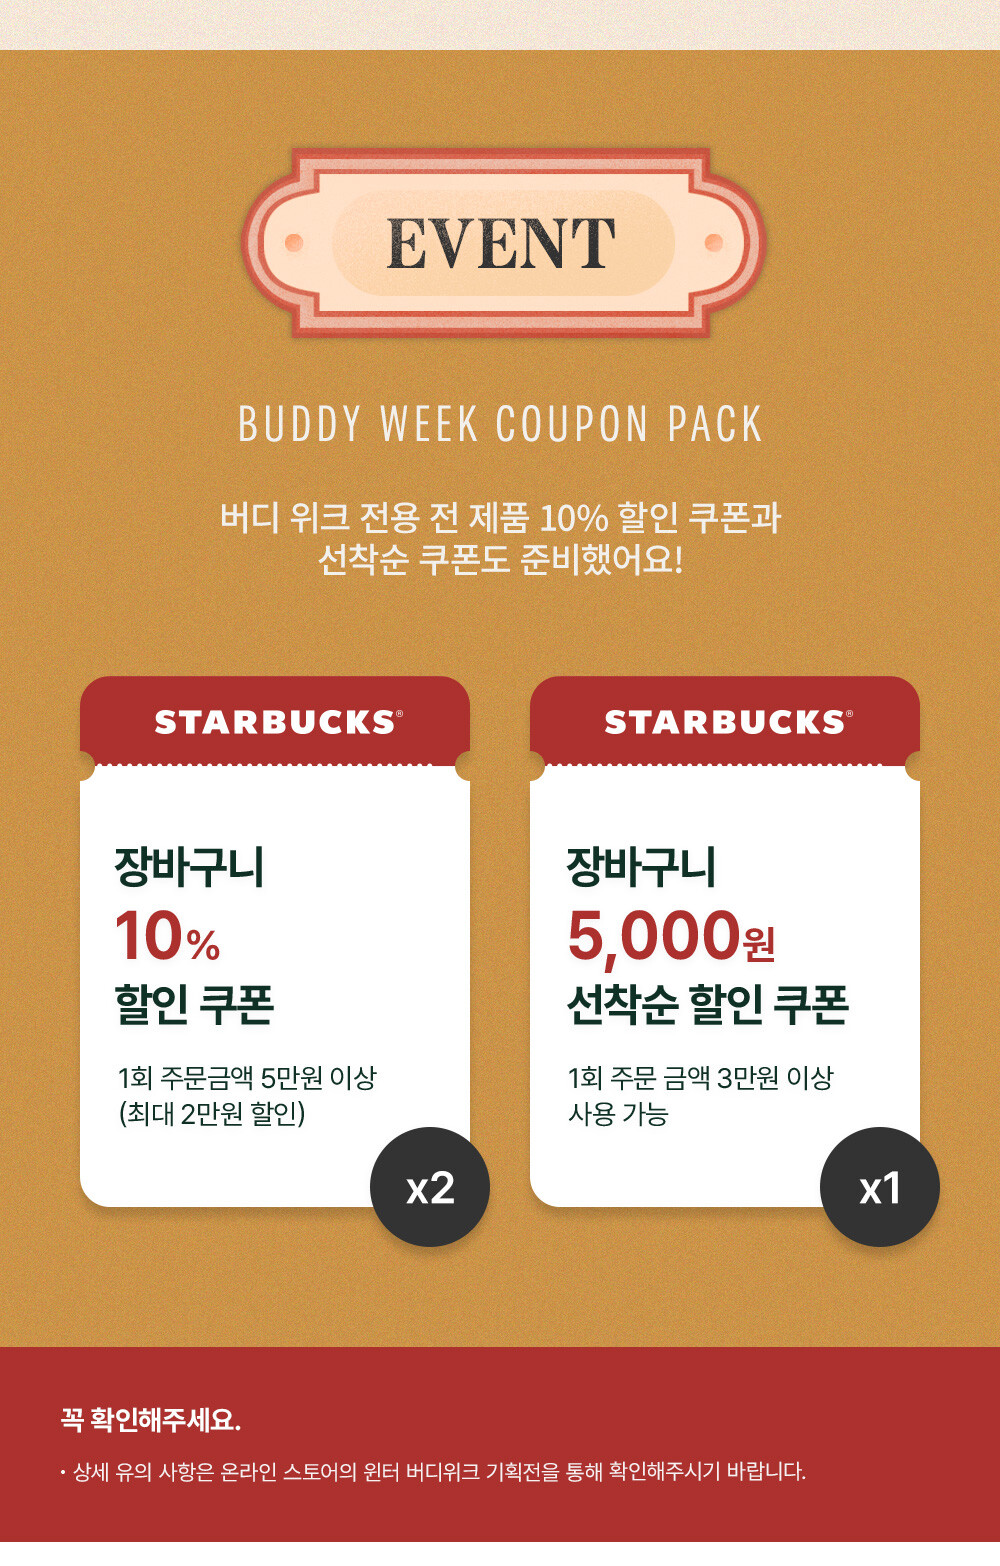 EVENT
BUDDY WEEK COUPON PACK
버디 위크 전용 전 제품 10% 할인 쿠폰과
선착순 쿠폰도 준비했어요!
STARBUCKS®
장바구니
10%
할인 쿠폰
1회 주문금액 5만원 이상
(최대 2만원 할인)
x2
STARBUCKS®
장바구니
5,000원
선착순 할인 쿠폰
1회 주문 금액 3만원 이상
사용 가능
x1
꼭 확인해주세요.
• 상세 유의 사항은 온라인 스토어의 윈터 버디위크 기획전을 통해 확인해주시기 바랍니다.